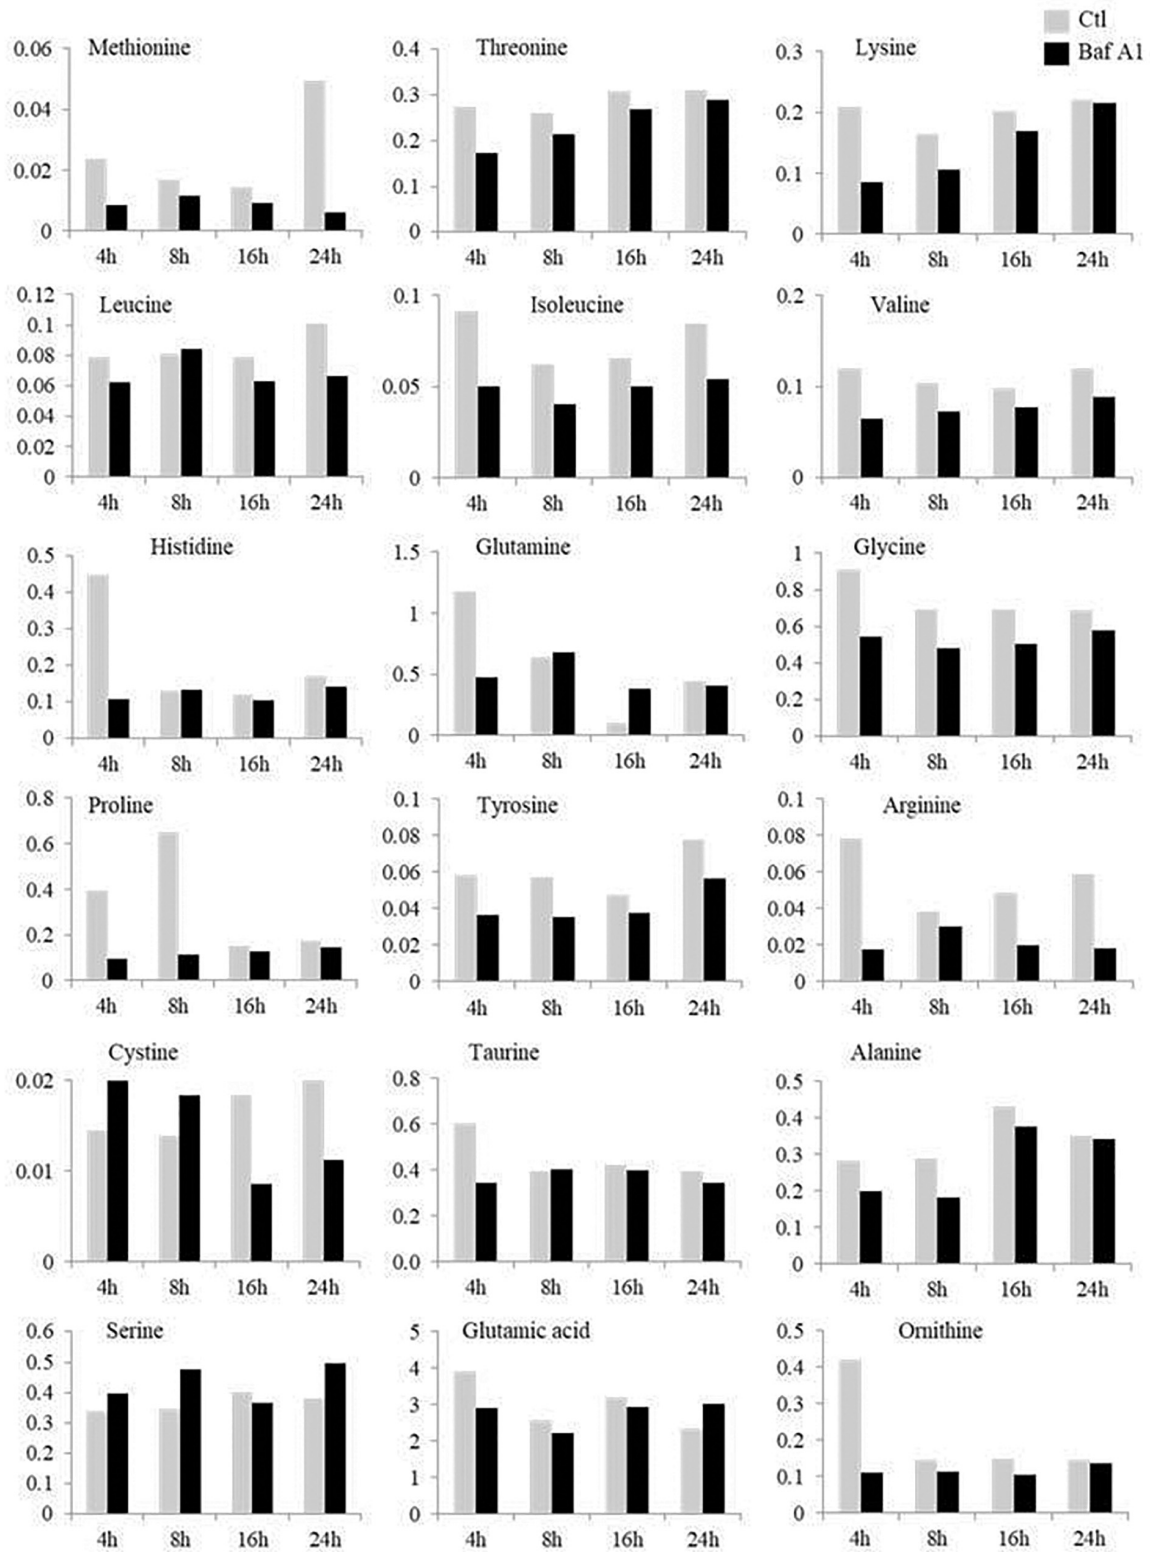 Ctl
Baf A1
Methionine
0.06
0.04
0.02
0
4h 8h 16h 24h
Threonine
0.4
0.3
0.2
0.1
0
4h 8h 16h 24h
Lysine
0.3
0.2
0.1
0
4h 8h 16h 24h
Leucine
0.12
0.1
0.08
0.06
0.04
0.02
0
4h 8h 16h 24h
Isoleucine
0.1
0.05
0
4h 8h 16h 24h
Valine
0.2
0.1
0
4h 8h 16h 24h
Histidine
0.5
0.4
0.3
0.2
0.1
0
4h 8h 16h 24h
Glutamine
1.5
1
0.5
0
4h 8h 16h 24h
Glycine
1
0.8
0.6
0.4
0.2
0
4h 8h 16h 24h
Proline
0.8
0.6
0.4
0.2
0
4h 8h 16h 24h
Tyrosine
0.1
0.08
0.06
0.04
0.02
0
4h 8h 16h 24h
Arginine
0.1
0.08
0.06
0.04
0.02
0
4h 8h 16h 24h
Cystine
0.02
0.01
0
4h 8h 16h 24h
Taurine
0.8
0.6
0.4
0.2
0.0
4h 8h 16h 24h
Alanine
0.5
0.4
0.3
0.2
0.1
0
4h 8h 16h 24h
Serine
0.6
0.5
0.4
0.3
0.2
0.1
0
4h 8h 16h 24h
Glutamic acid
5
4
3
2
1
0
4h 8h 16h 24h
Ornithine
0.5
0.4
0.3
0.2
0.1
0
4h 8h 16h 24h